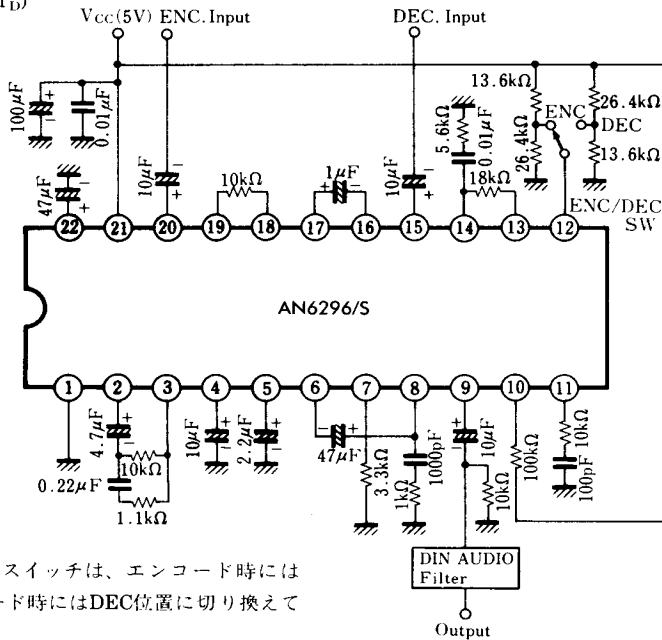 T_D)
Vcc(5V) ENC. Input
DEC. Input
100μF
+
−
0.01μF
47μF
−
+
10μF
−
+
10kΩ
1μF
+
−
10μF
−
+
5.6kΩ
0.01μF
18kΩ
13.6kΩ
26.4kΩ
ENC
DEC
26.4kΩ
13.6kΩ
ENC/DEC
SW
22 21 20 19 18 17 16 15 14 13 12
AN6296/S
1 2 3 4 5 6 7 8 9 10 11
4.7μF
+
−
10kΩ
0.22μF
1.1kΩ
10μF
+
−
2.2μF
+
−
−
+
47μF
3.3kΩ
1000pF
1kΩ
+
−
10μF
10kΩ
100kΩ
10kΩ
100pF
DIN AUDIO
Filter
Output
スイッチは、エンコード時には
ード時にはDEC位置に切り換えて